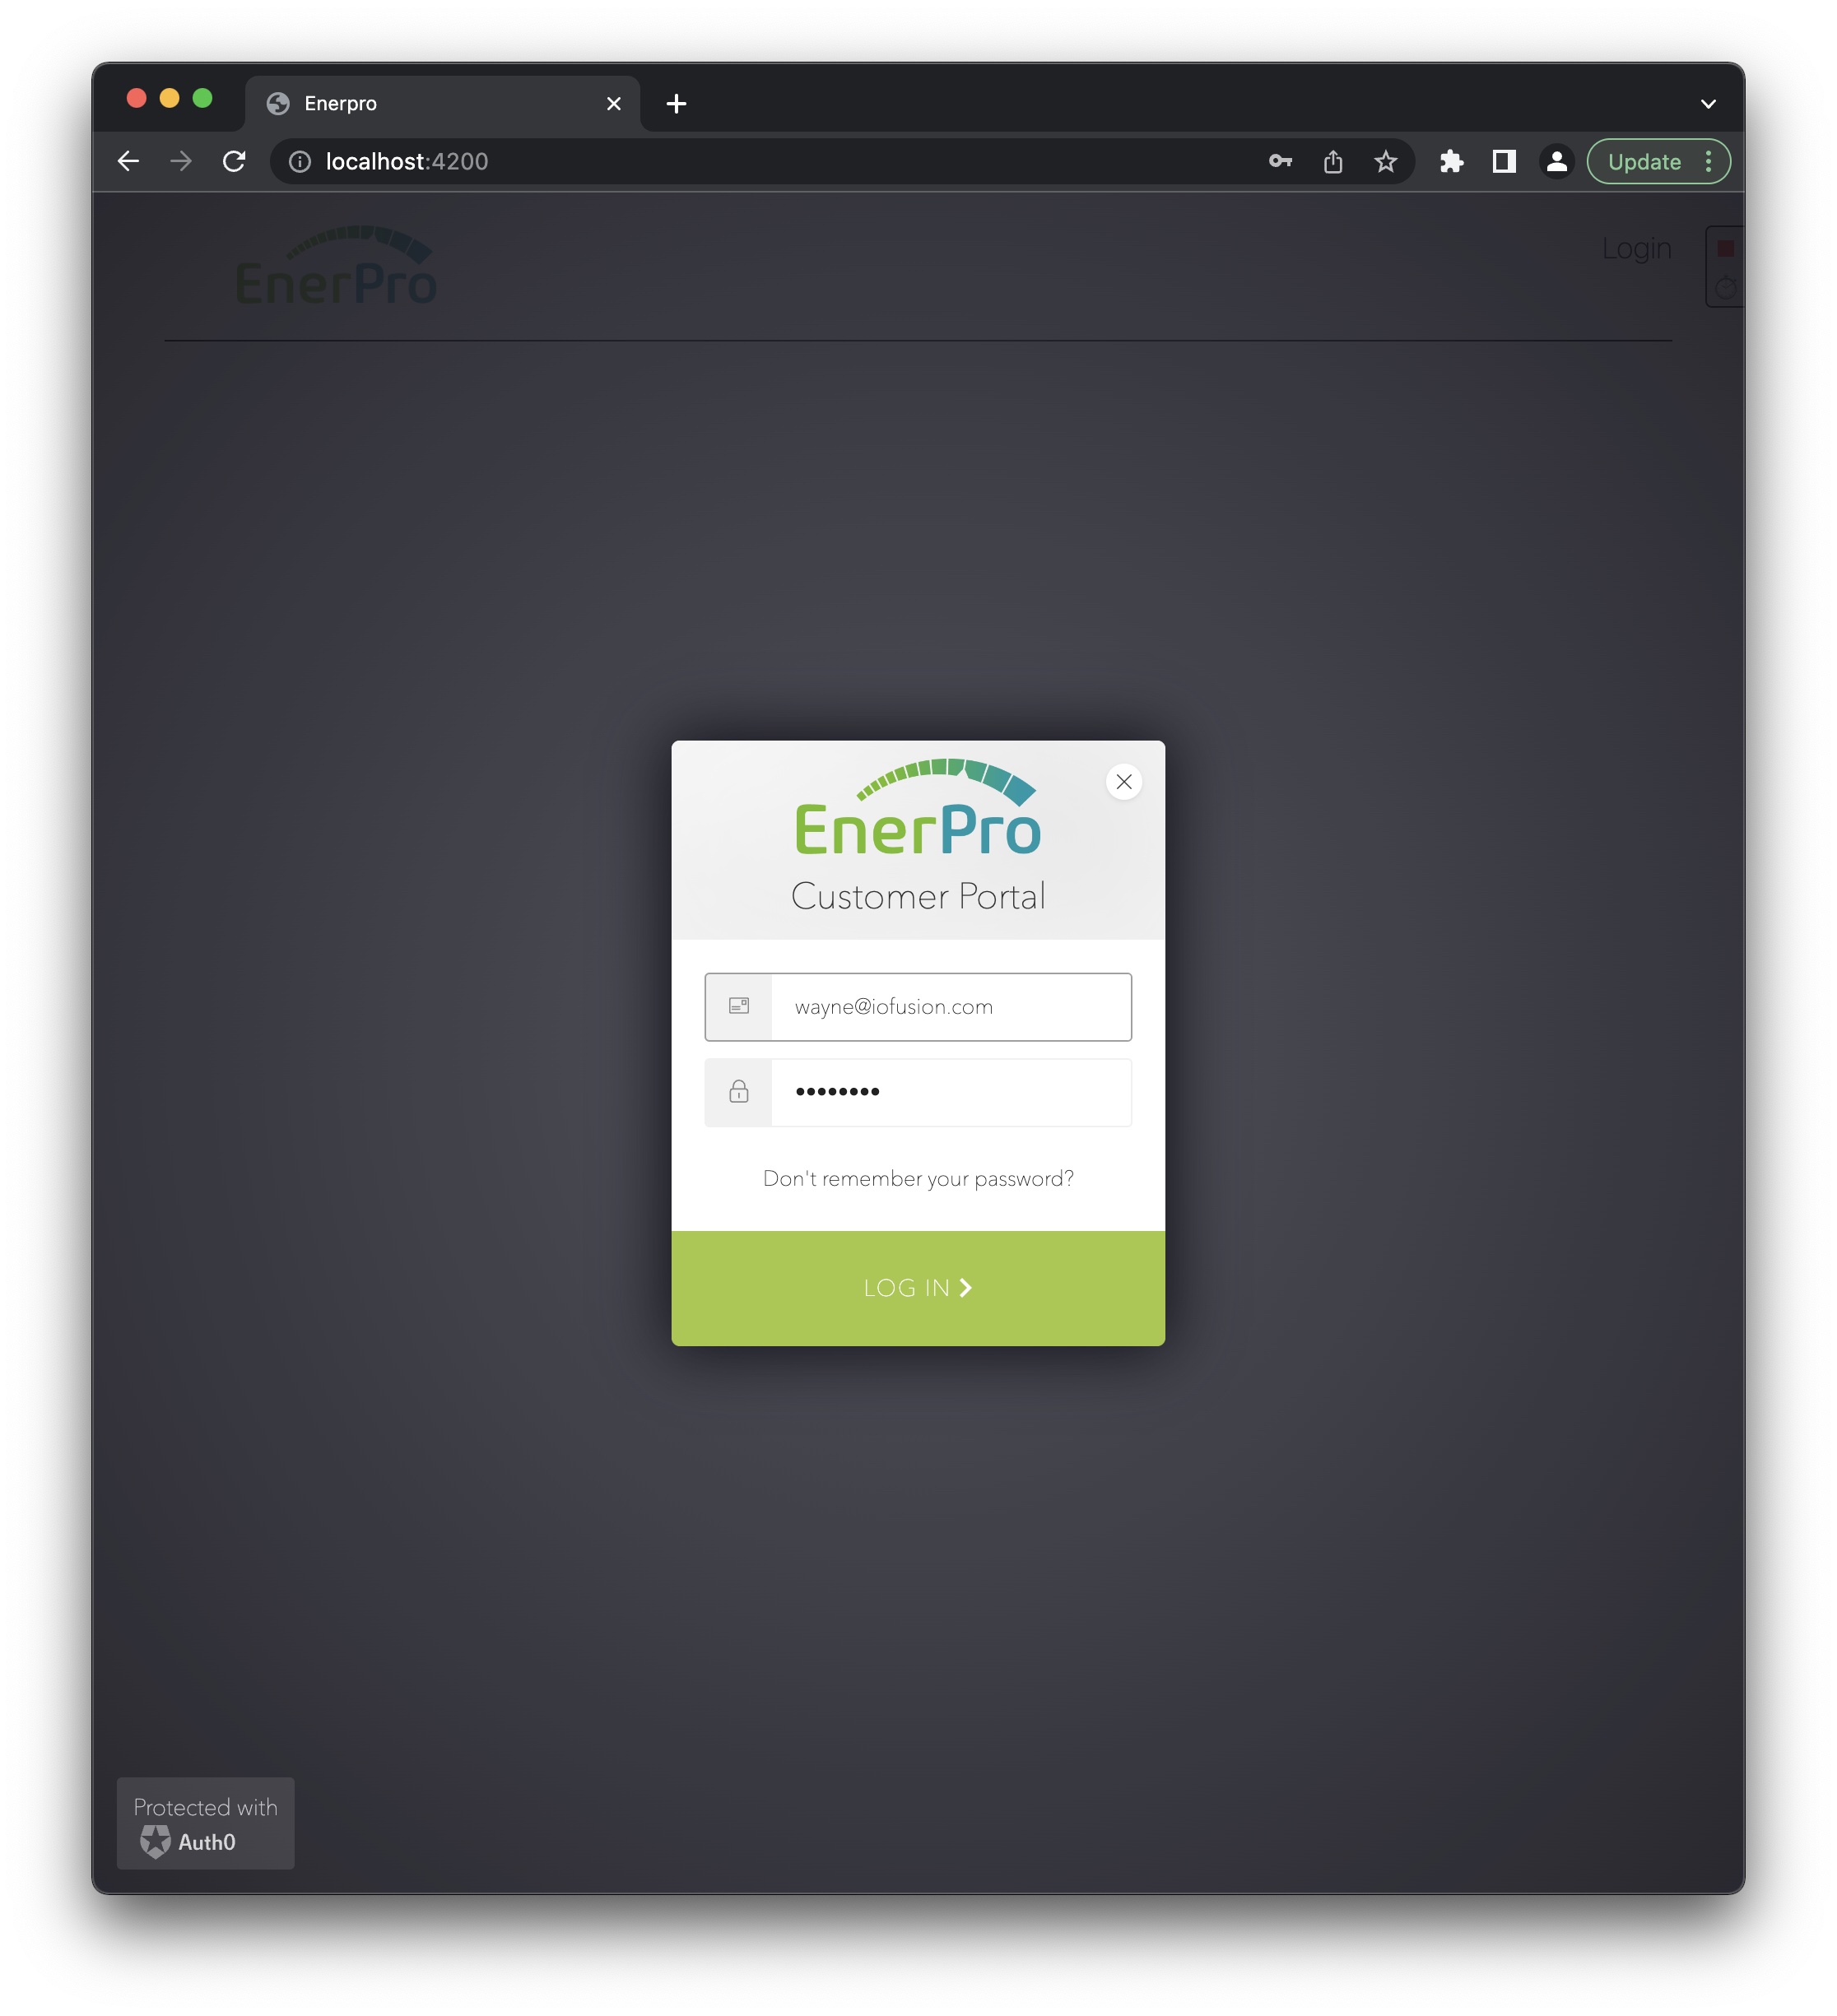 Enerpro
localhost:4200
Update
EnerPro
Login
EnerPro
Customer Portal
wayne@iofusion.com
••••••••
Don't remember your password?
LOG IN
Protected with
Auth0